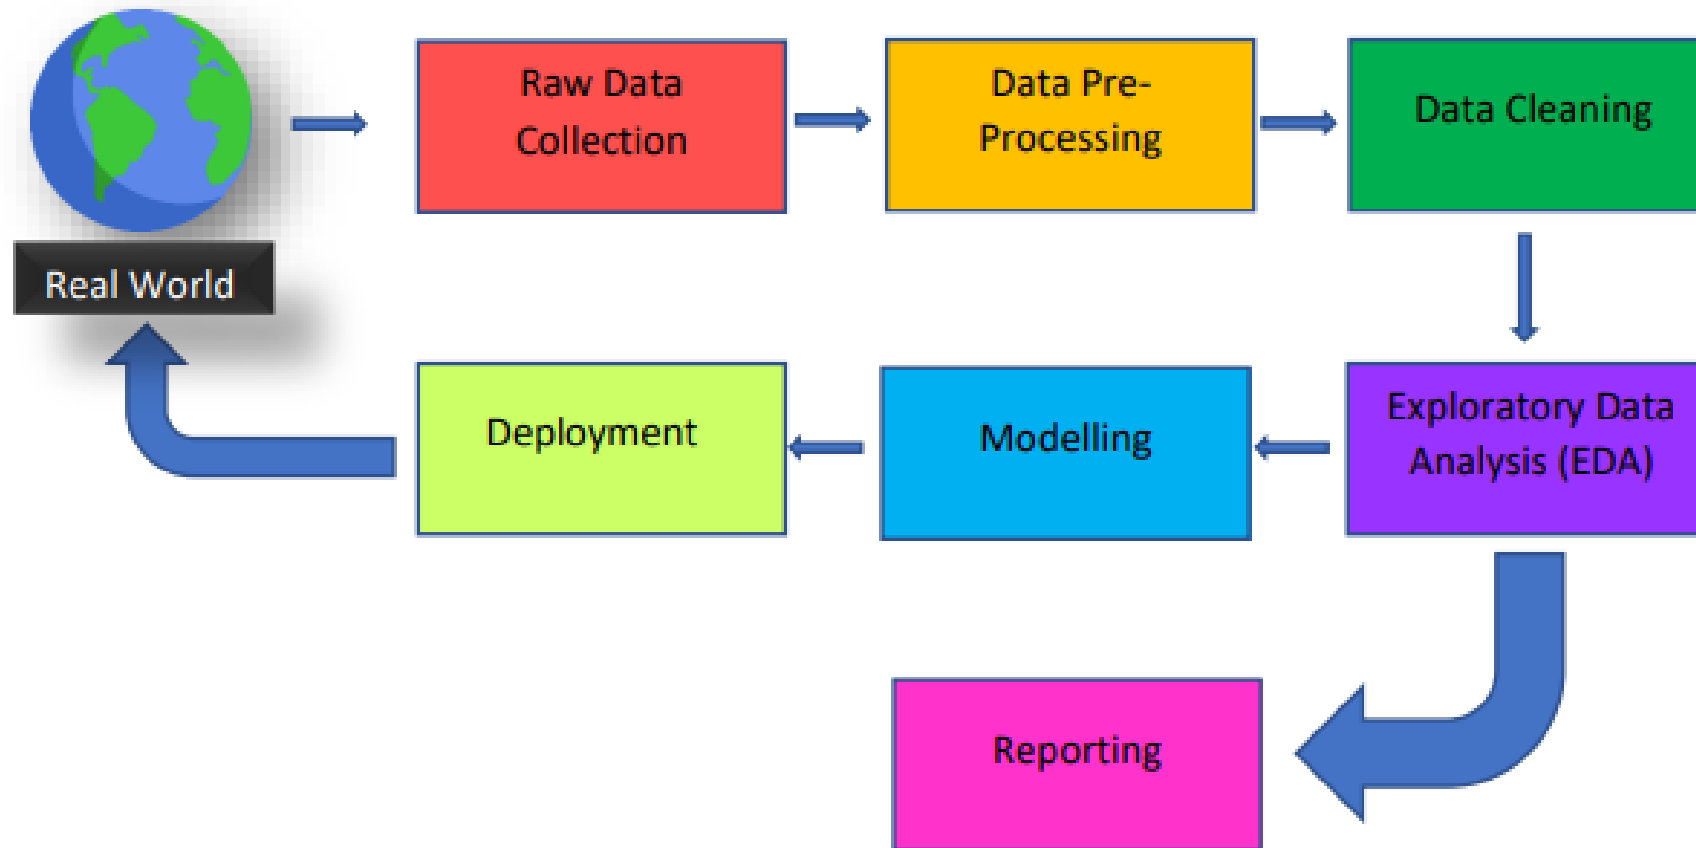 Raw Data
Collection
Data Pre-
Processing
Data Cleaning
Real World
Deployment
Modelling
Exploratory Data
Analysis (EDA)
Reporting